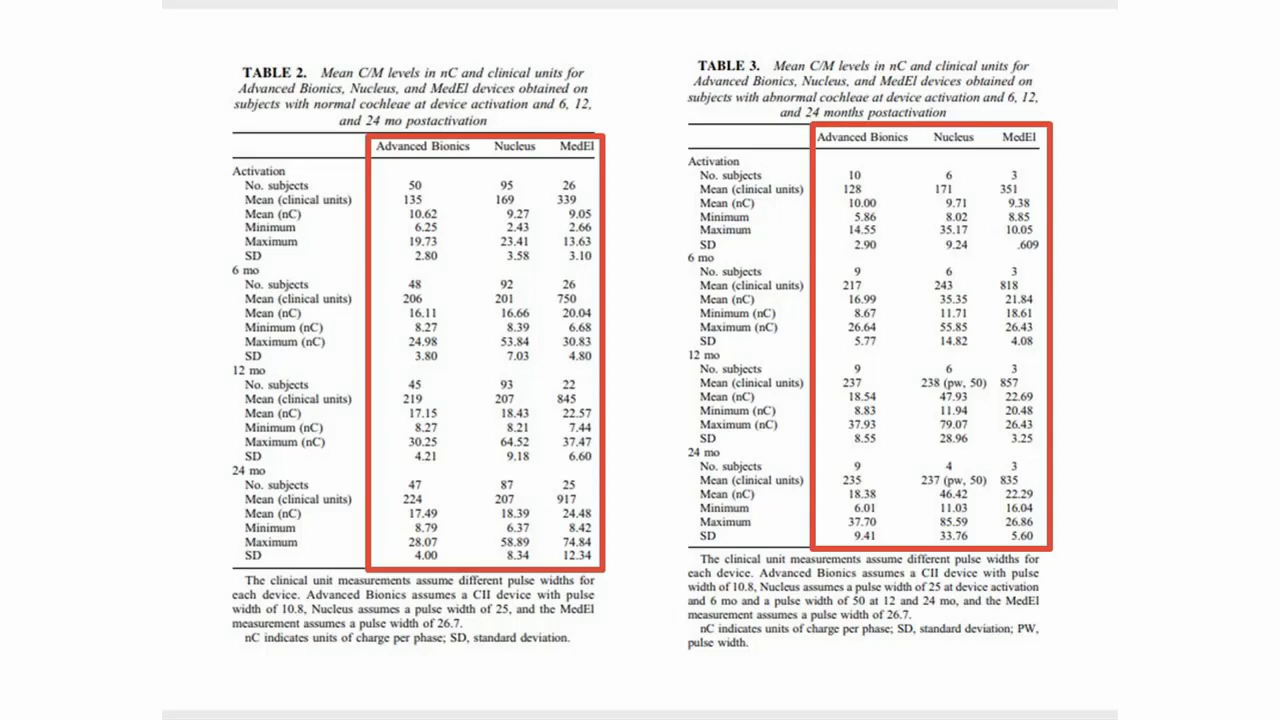 TABLE 2. Mean C/M levels in nC and clinical units for
Advanced Bionics, Nucleus, and MedEl devices obtained on
subjects with normal cochleae at device activation and 6, 12,
and 24 mo postactivation
Advanced Bionics Nucleus MedEl
Activation
No. subjects 50 95 26
Mean (clinical units) 135 169 339
Mean (nC) 10.62 9.27 9.05
Minimum 6.25 2.43 2.66
Maximum 19.73 23.41 13.63
SD 2.80 3.58 3.10
6 mo
No. subjects 48 92 26
Mean (clinical units) 206 201 750
Mean (nC) 16.11 16.66 20.04
Minimum (nC) 8.27 8.39 6.68
Maximum (nC) 24.98 53.84 30.83
SD 3.80 7.03 4.80
12 mo
No. subjects 45 93 22
Mean (clinical units) 219 207 845
Mean (nC) 17.15 18.43 22.57
Minimum (nC) 8.27 8.21 7.44
Maximum (nC) 30.25 64.52 37.47
SD 4.21 9.18 6.60
24 mo
No. subjects 47 87 25
Mean (clinical units) 224 207 917
Mean (nC) 17.49 18.39 24.48
Minimum 8.79 6.37 8.42
Maximum 28.07 58.89 74.84
SD 4.00 8.34 12.34
The clinical unit measurements assume different pulse widths for
each device. Advanced Bionics assumes a CII device with pulse
width of 10.8, Nucleus assumes a pulse width of 25, and the MedEl
measurement assumes a pulse width of 26.7.
nC indicates units of charge per phase; SD, standard deviation.
TABLE 3. Mean C/M levels in nC and clinical units for
Advanced Bionics, Nucleus, and MedEl devices obtained on
subjects with abnormal cochleae at device activation and 6, 12,
and 24 months postactivation
Advanced Bionics Nucleus MedEl
Activation
No. subjects 10 6 3
Mean (clinical units) 128 171 351
Mean (nC) 10.00 9.71 9.38
Minimum 5.86 8.02 8.85
Maximum 14.55 35.17 10.05
SD 2.90 9.24 .609
6 mo
No. subjects 9 6 3
Mean (clinical units) 217 243 818
Mean (nC) 16.99 35.35 21.84
Minimum (nC) 8.67 11.71 18.61
Maximum (nC) 26.64 55.85 26.43
SD 5.77 14.82 4.08
12 mo
No. subjects 9 6 3
Mean (clinical units) 237 238 (pw, 50) 857
Mean (nC) 18.54 47.93 22.69
Minimum (nC) 8.83 11.94 20.48
Maximum (nC) 37.93 79.07 26.43
SD 8.55 28.96 3.25
24 mo
No. subjects 9 4 3
Mean (clinical units) 235 237 (pw, 50) 835
Mean (nC) 18.38 46.42 22.29
Minimum 6.01 11.03 16.04
Maximum 37.70 85.59 26.86
SD 9.41 33.76 5.60
The clinical unit measurements assume different pulse widths for
each device. Advanced Bionics assumes a CII device with pulse
width of 10.8, Nucleus assumes a pulse width of 25 at device activation
and 6 mo and a pulse width of 50 at 12 and 24 mo, and the MedEl
measurement assumes a pulse width of 26.7.
nC indicates units of charge per phase; SD, standard deviation; PW,
pulse width.